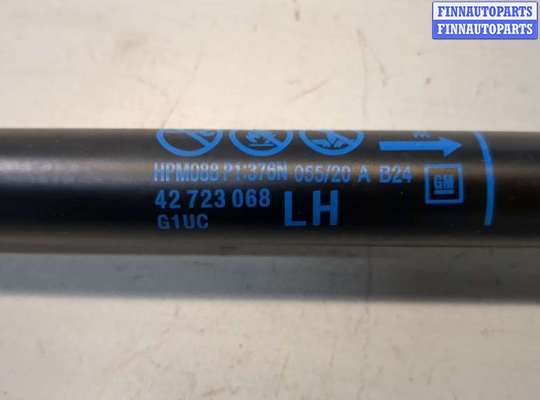 FINNAUTOPARTS
FINNAUTOPARTS
HPM088 P1:376N 055/20 A B24
42 723 068 LH
G1UC
GM